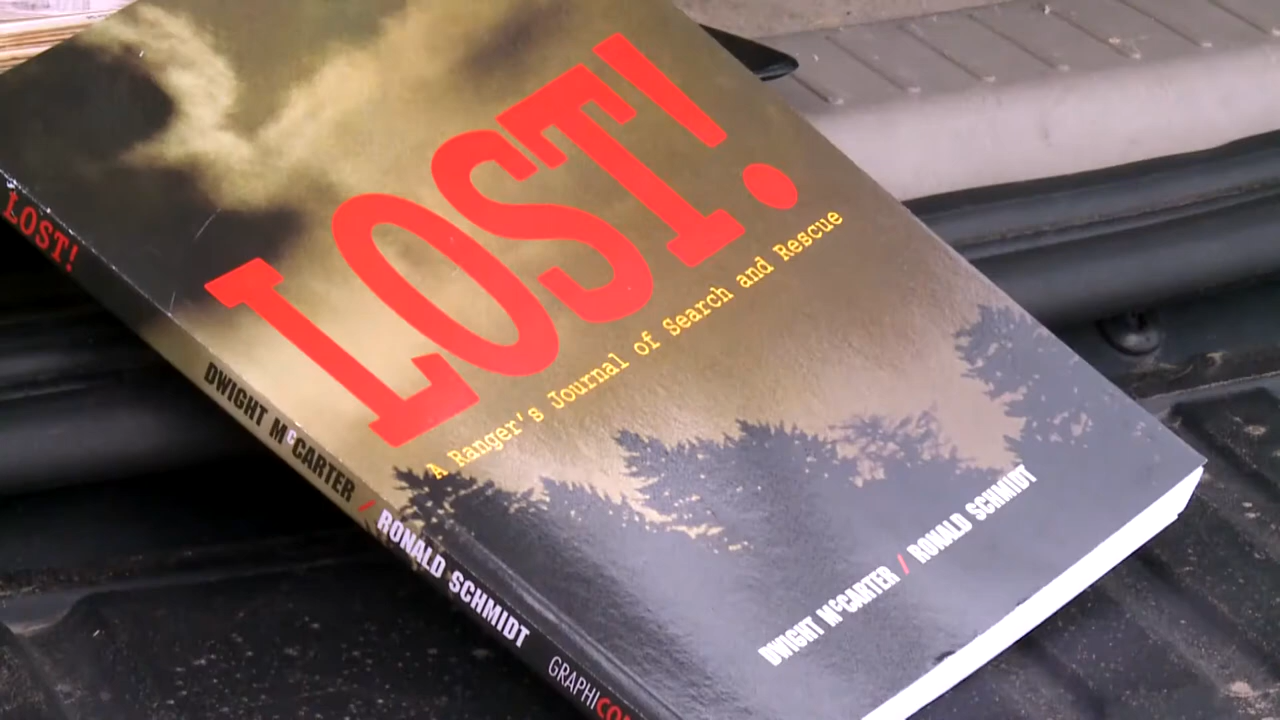 LOST!
A Ranger's Journal of Search and Rescue
DWIGHT McCARTER / RONALD SCHMIDT
LOST!
DWIGHT McCARTER / RONALD SCHMIDT